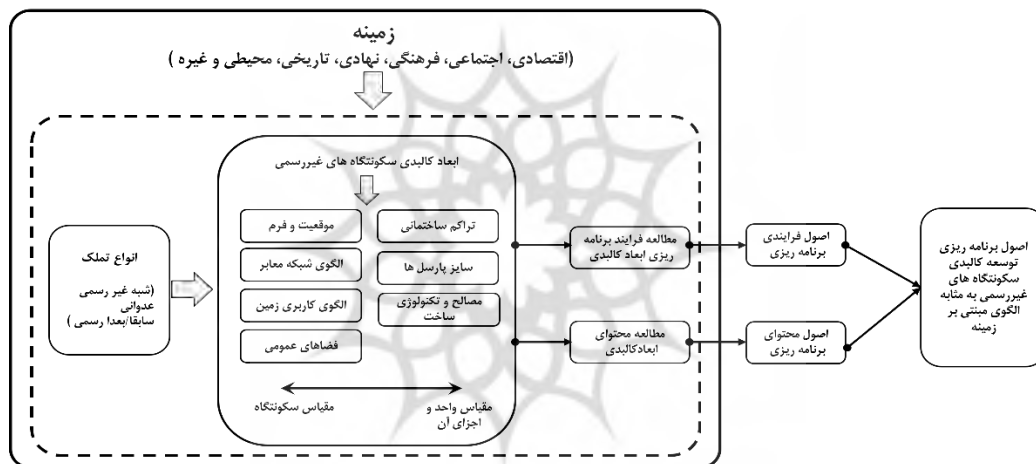 زمینه
(اقتصادی، اجتماعی، فرهنگی، نهادی، تاریخی، محیطی و غیره )
ابعاد کالبدی سکونتگاه های غیررسمی
موقعیت و فرم
الگوی شبکه معابر
الگوی کاربری زمین
فضاهای عمومی
تراکم ساختمانی
سایز پارسل ها
مصالح و تکنولوژی
ساخت
مقیاس سکونتگاه
مقیاس واحد و
اجزای آن
انواع تملک
(شبه غیر رسمی
عدوانی
سابقا/بعدا رسمی )
مطالعه فرایند برنامه
ریزی ابعاد کالبدی
مطالعه محتوای
ابعادکالبدی
اصول فرایندی
برنامه ریزی
اصول محتوای
برنامه ریزی
اصول برنامه ریزی
توسعه کالبدی
سکونتگاه های
غیررسمی به مثابه
الگوی مبتنی بر
زمینه